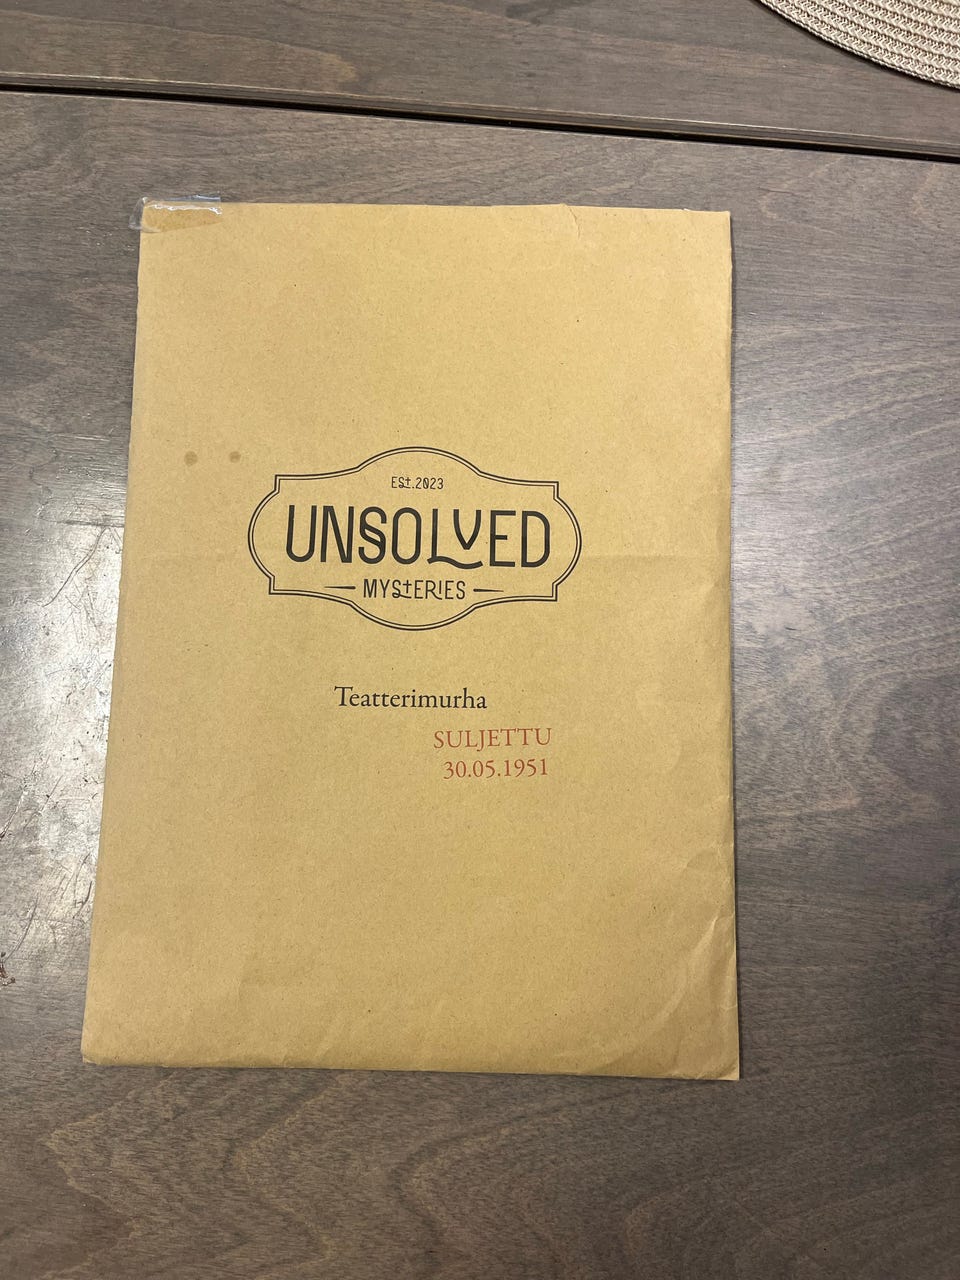 Est.2023
UNSOLVED
MYSTERIES
Teatterimurha
SULJETTU
30.05.1951